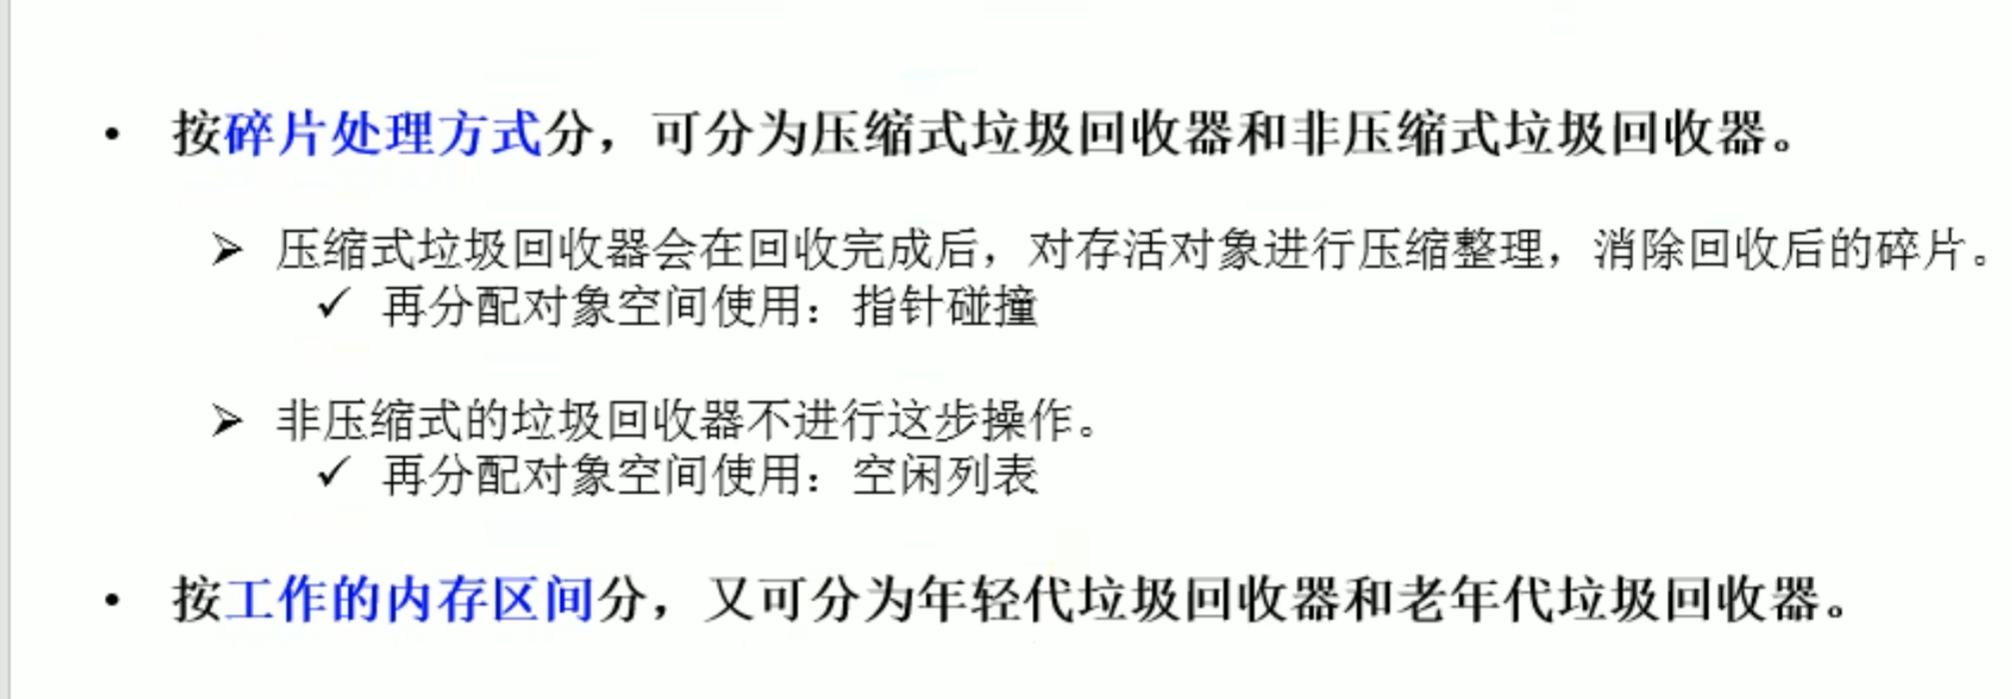 • 按碎片处理方式分，可分为压缩式垃圾回收器和非压缩式垃圾回收器。
➢ 压缩式垃圾回收器会在回收完成后，对存活对象进行压缩整理，消除回收后的碎片。
✓ 再分配对象空间使用：指针碰撞
➢ 非压缩式的垃圾回收器不进行这步操作。
✓ 再分配对象空间使用：空闲列表
• 按工作的内存区间分，又可分为年轻代垃圾回收器和老年代垃圾回收器。